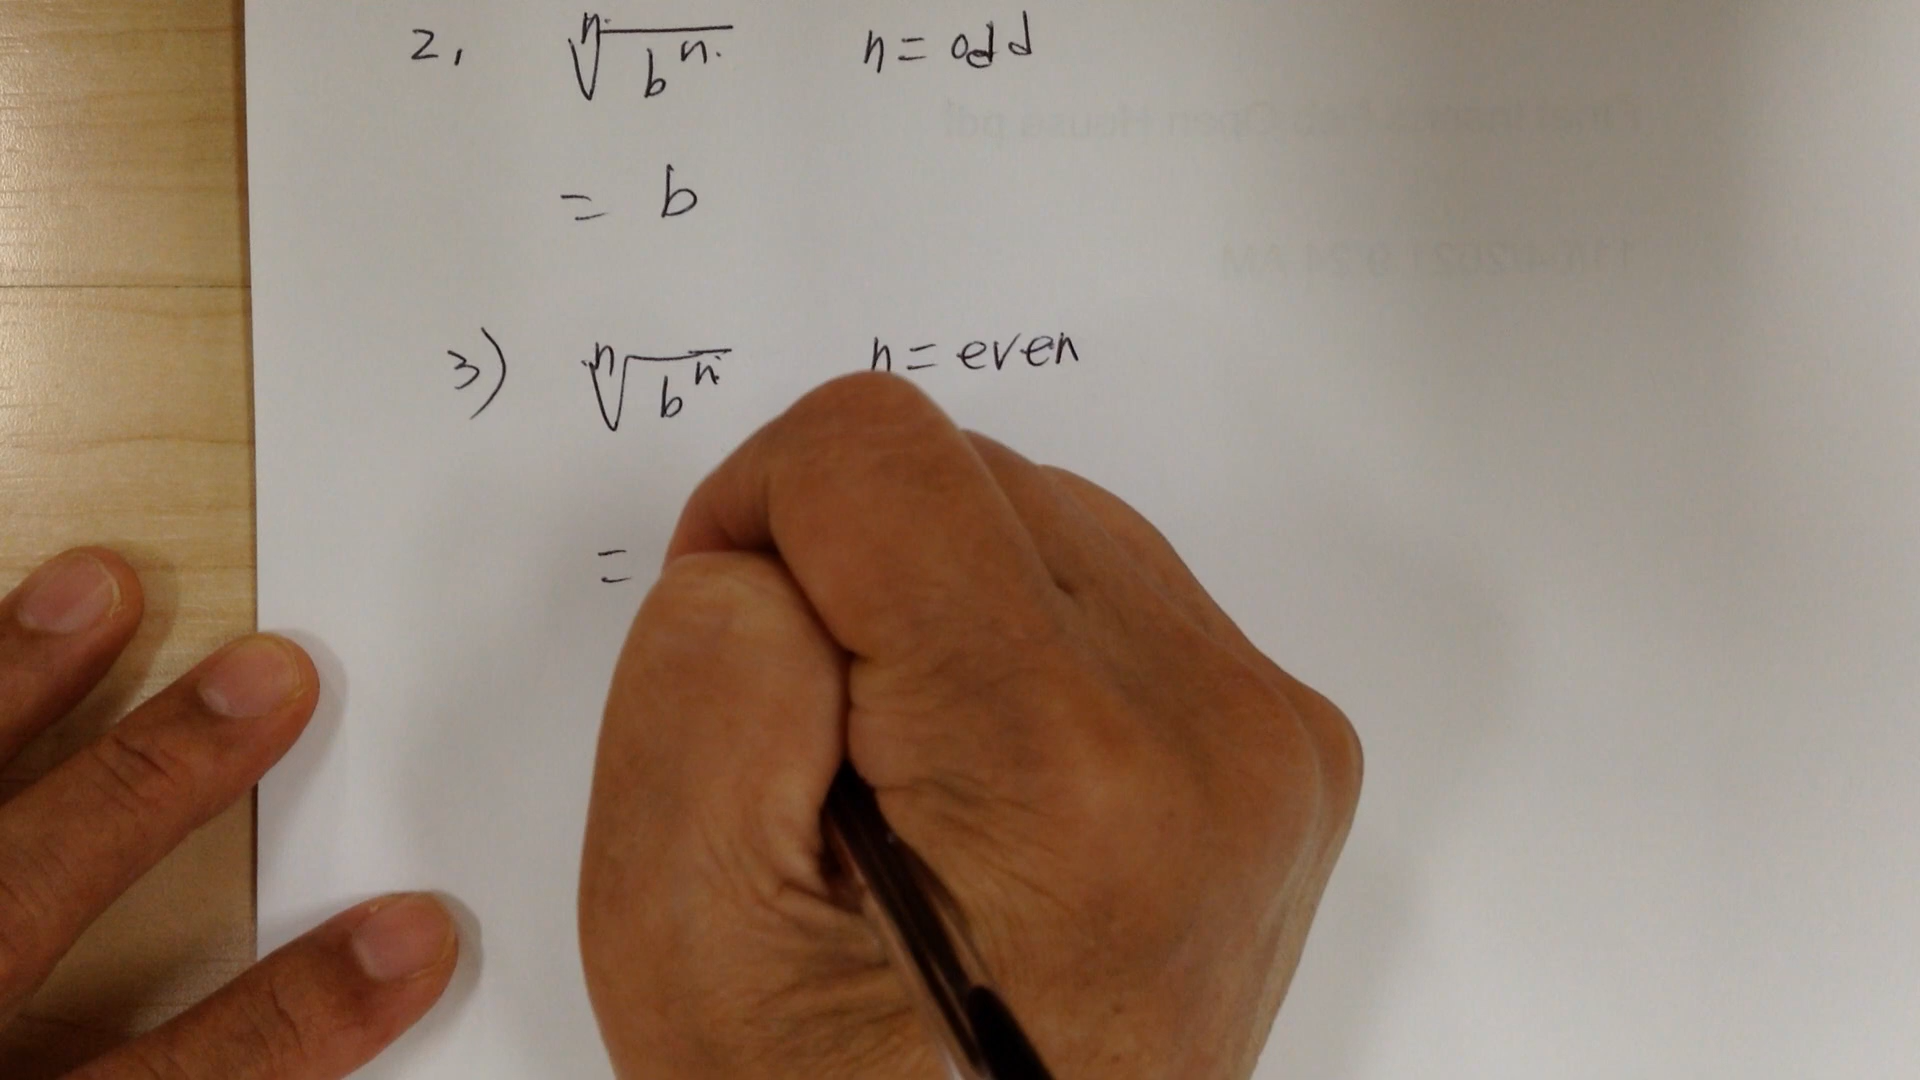 2, ⁿ√bⁿ n = odd
= b
3) ⁿ√bⁿ n = even
=